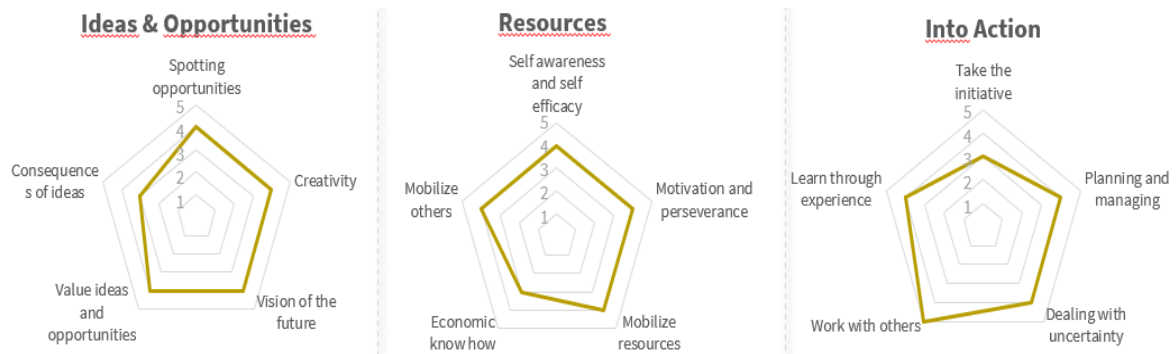 Ideas & Opportunities
Spotting
opportunities
5
4
3
2
1
Creativity
Vision of the
future
Value ideas
and
opportunities
Consequence
s of ideas
Resources
Self awareness
and self
efficacy
5
4
3
2
1
Motivation and
perseverance
Mobilize
resources
Economic
know how
Mobilize
others
Into Action
Take the
initiative
5
4
3
2
1
Planning and
managing
Dealing with
uncertainty
Work with others
Learn through
experience